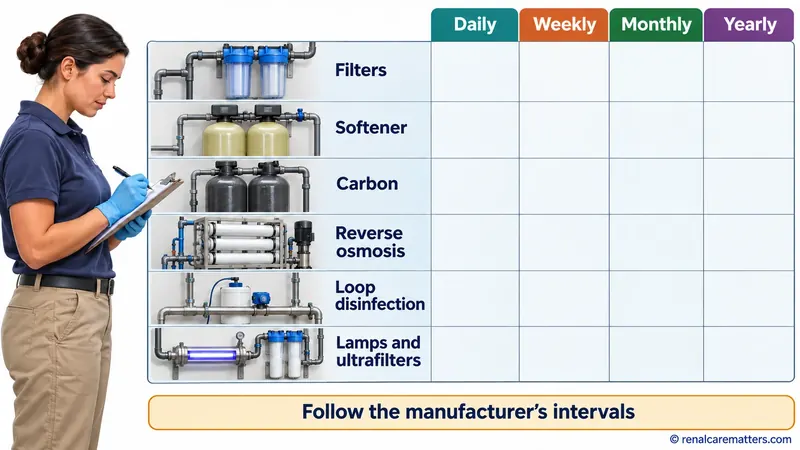 Daily Weekly Monthly Yearly
Filters
Softener
Carbon
Reverse
osmosis
Loop
disinfection
Lamps and
ultrafilters
Follow the manufacturer's intervals
© renalcarematters.com